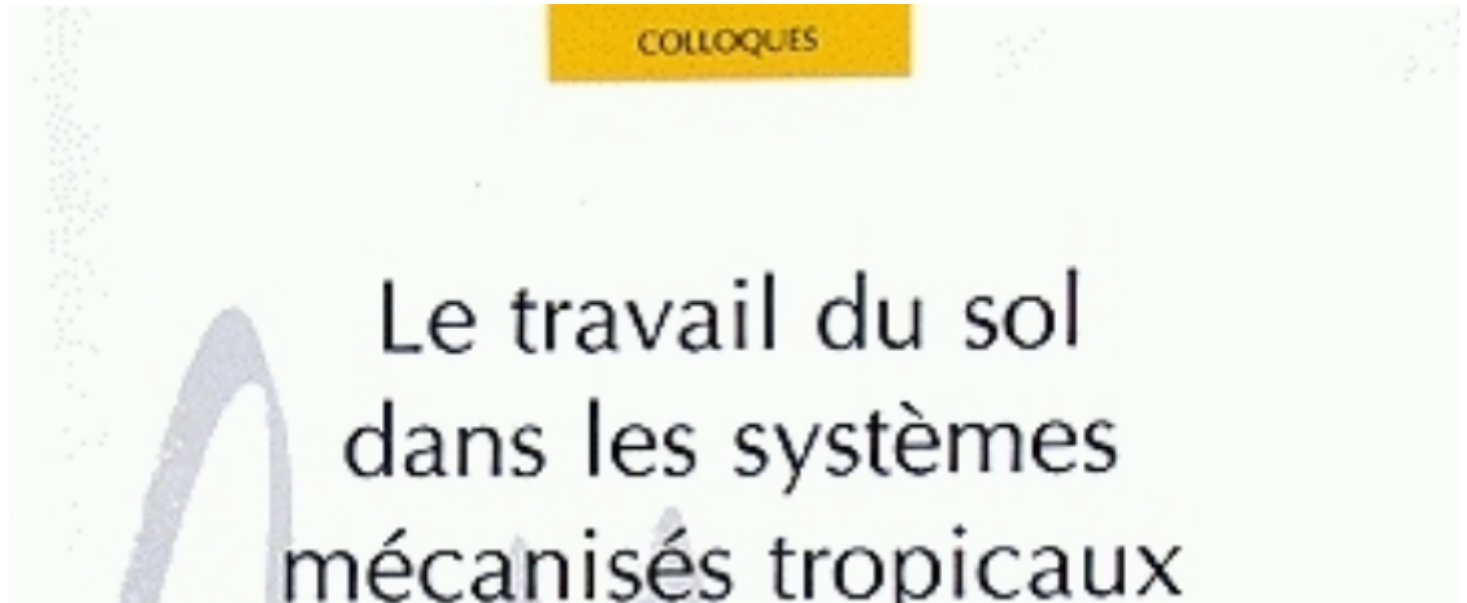 COLLOQUES
Le travail du sol
dans les systèmes
mécanisés tropicaux